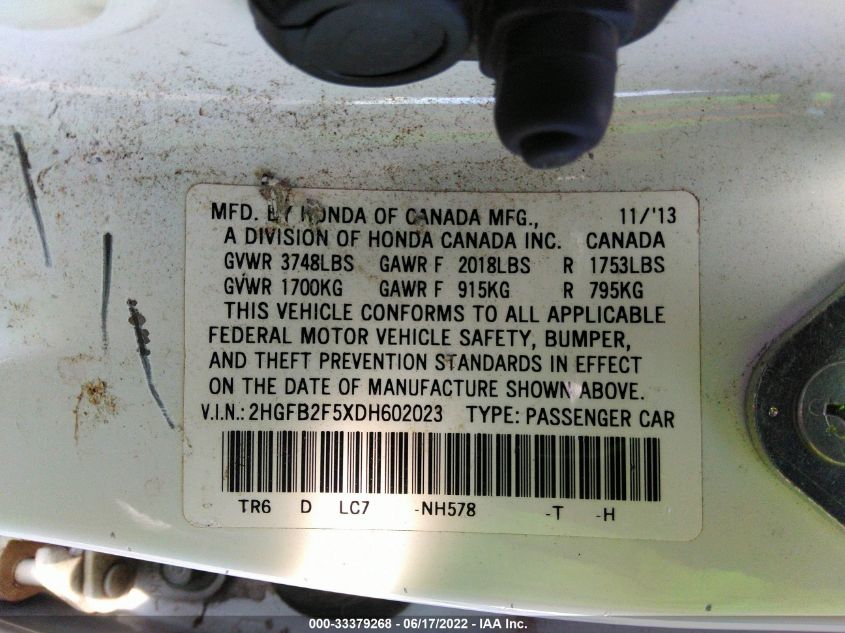 MFD. BY HONDA OF CANADA MFG., 11/'13
A DIVISION OF HONDA CANADA INC. CANADA
GVWR 3748LBS GAWR F 2018LBS R 1753LBS
GVWR 1700KG GAWR F 915KG R 795KG
THIS VEHICLE CONFORMS TO ALL APPLICABLE
FEDERAL MOTOR VEHICLE SAFETY, BUMPER,
AND THEFT PREVENTION STANDARDS IN EFFECT
ON THE DATE OF MANUFACTURE SHOWN ABOVE.
V.I.N.: 2HGFB2F5XDH602023 TYPE: PASSENGER CAR
TR6 D LC7 -NH578 -T -H
000-33379268 - 06/17/2022 - IAA Inc.